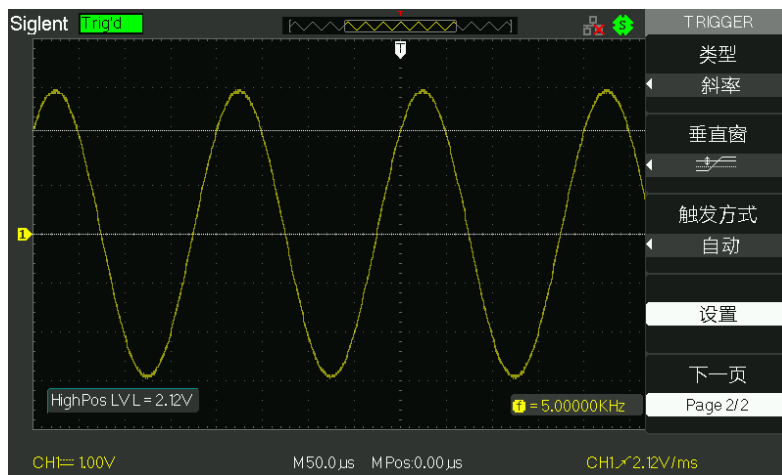 Siglent Trig'd
T
S
TRIGGER
类型
斜率
垂直窗
触发方式
自动
设置
下一页
Page 2/2
1
HighPos LVL=2.12V
f =5.00000KHz
CH1 1.00V
M50.0μs MPos:0.00μs
CH1 2.12V/ms